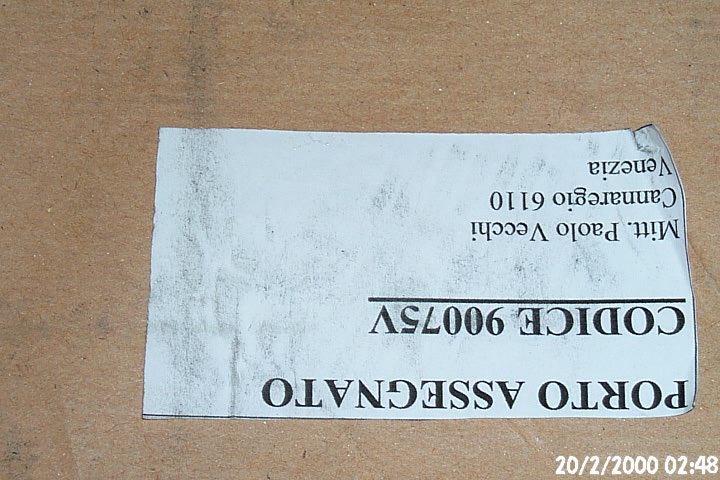 PORTO ASSEGNATO
CODICE 90075V
Mitt. Paolo Vecchi
Cannaregio 6110
Venezia
20/2/2000 02:48